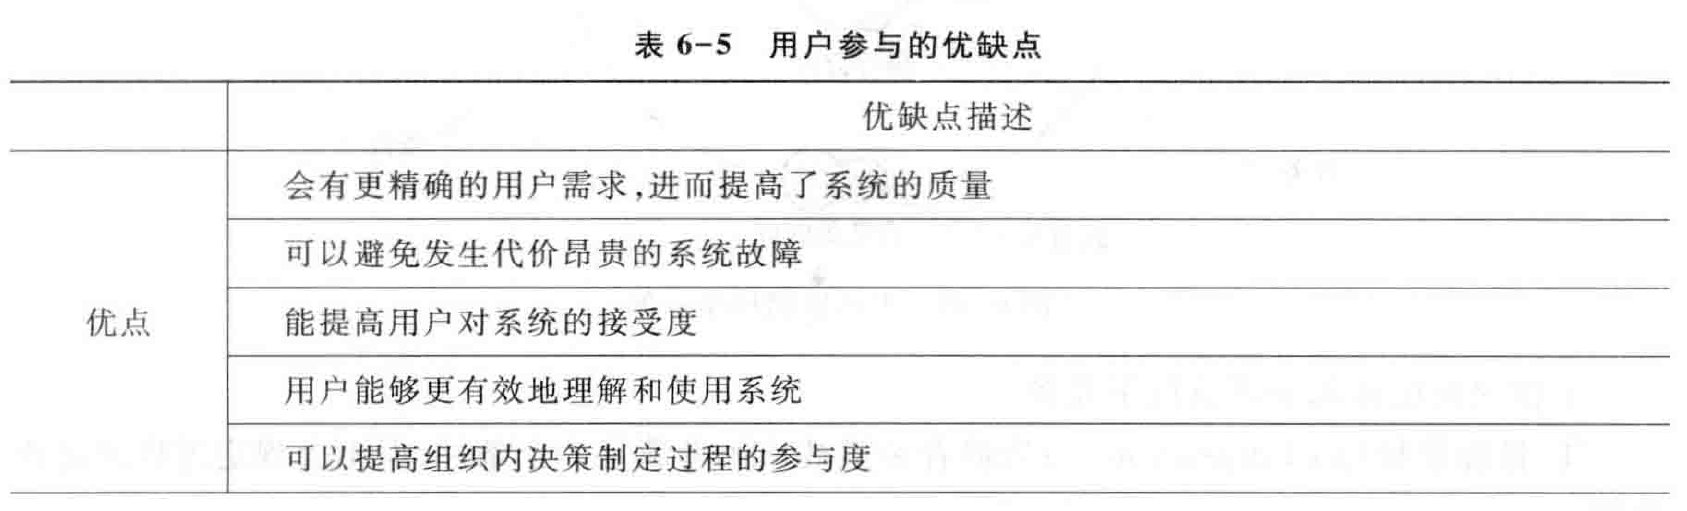 表 6-5 用户参与的优缺点
优缺点描述
会有更精确的用户需求,进而提高了系统的质量
可以避免发生代价昂贵的系统故障
优点
能提高用户对系统的接受度
用户能够更有效地理解和使用系统
可以提高组织内决策制定过程的参与度